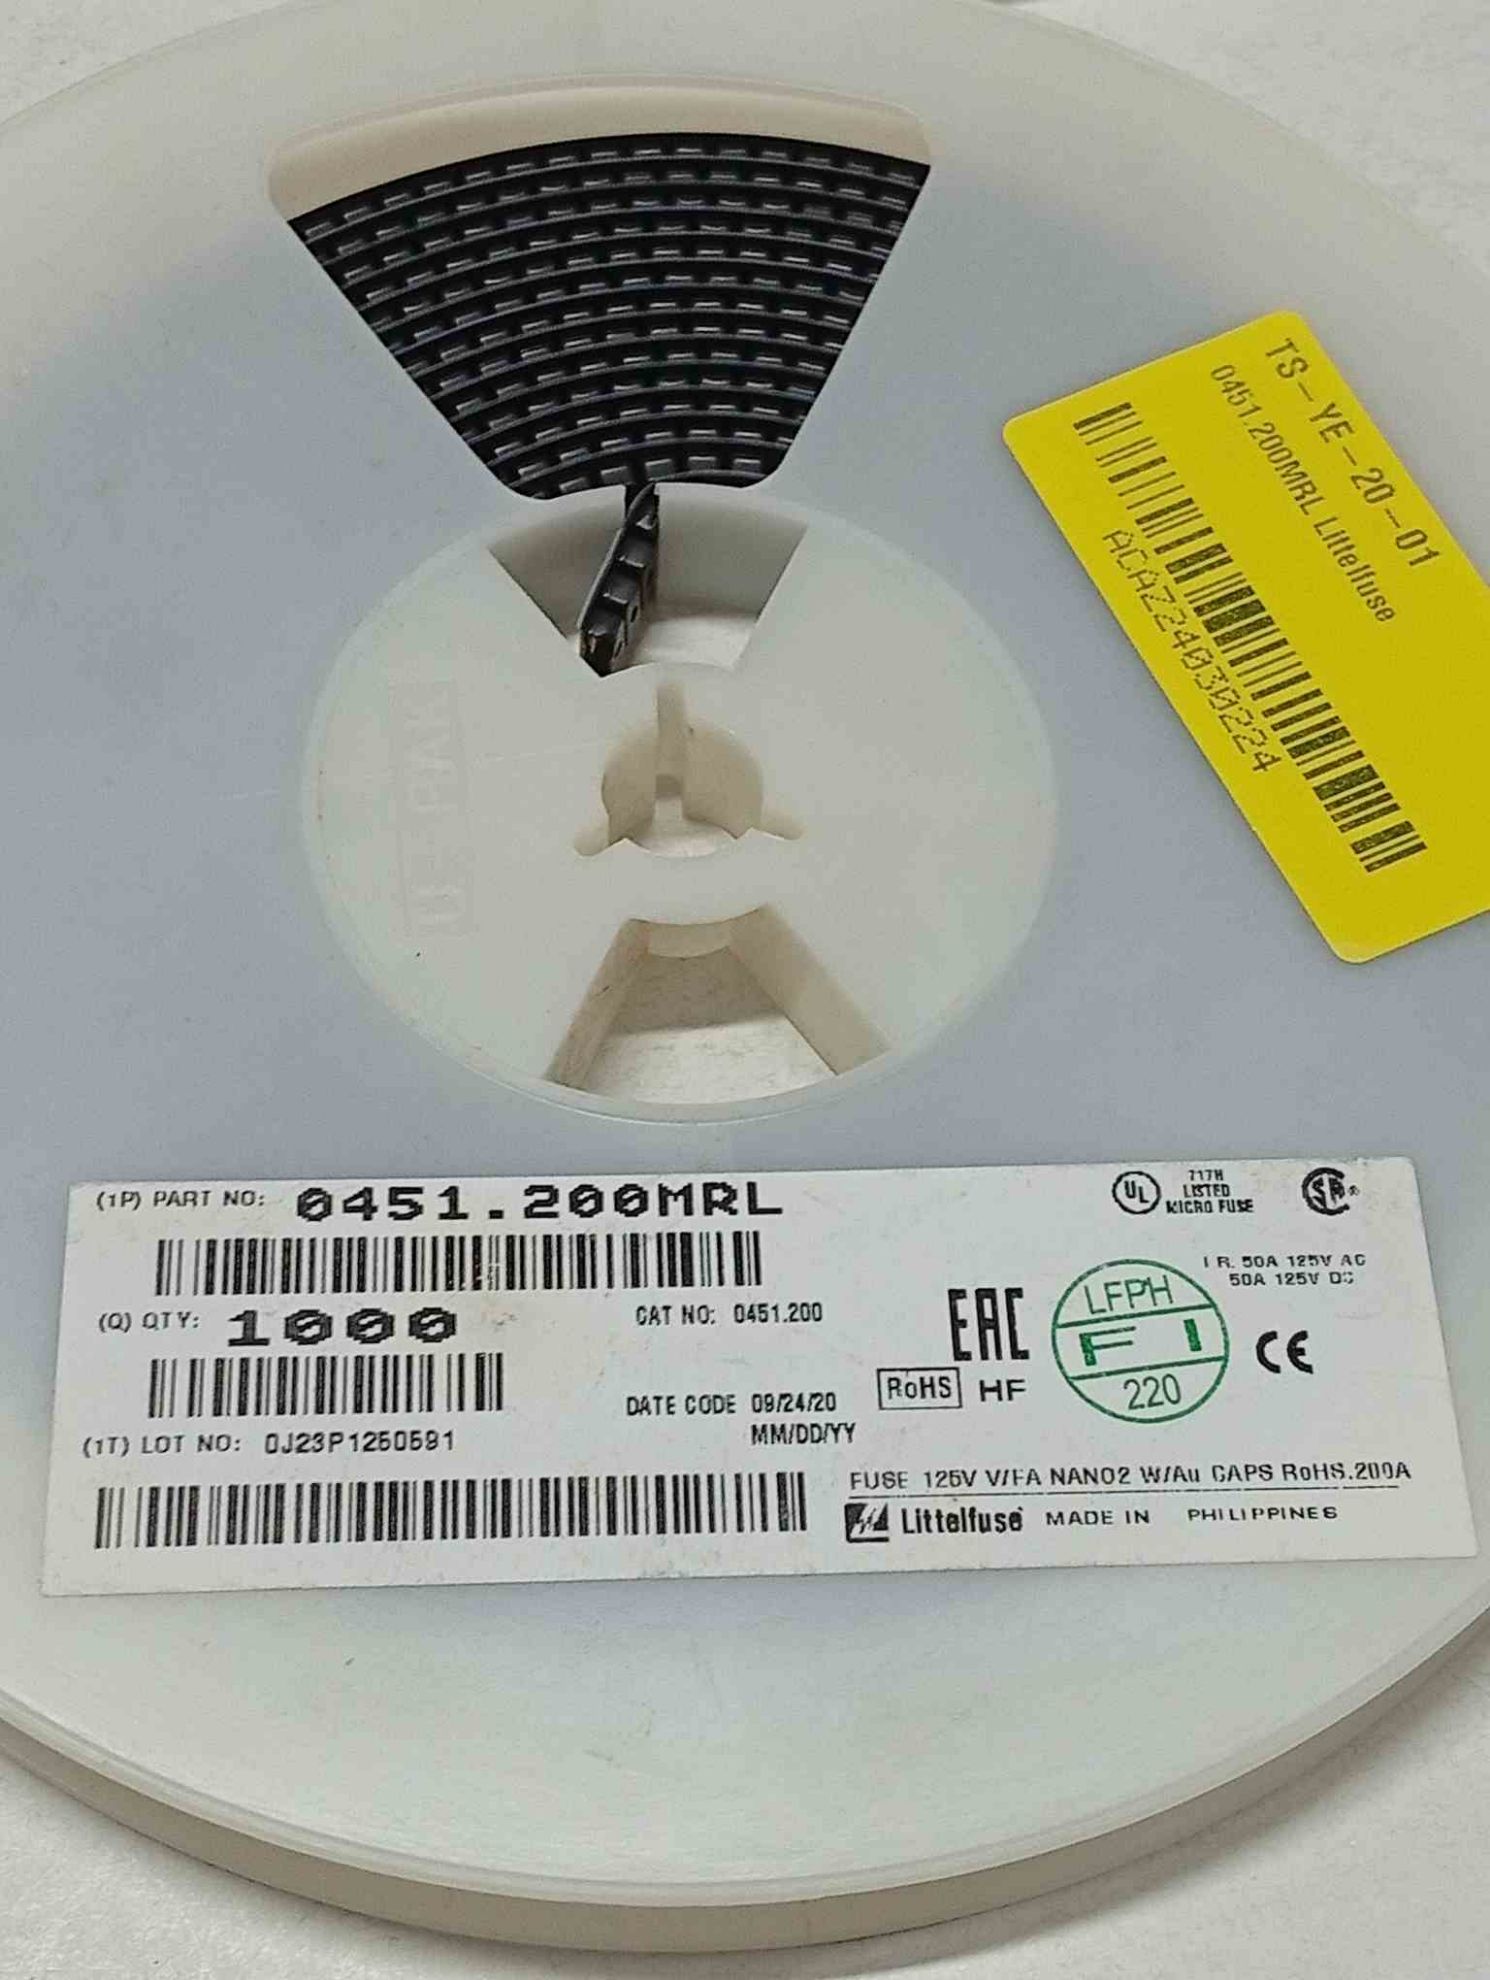 TS-YE-20-01
0451.200MRL Littelfuse
ACAZ24030224
(1P) PART NO: 0451.200MRL
UL
717H
LISTED
MICRO FUSE
I R. 50A 125V AC
50A 125V DC
(Q) QTY: 1000
CAT NO: 0451.200
EAC
LFPH
F I
220
CE
RoHS HF
DATE CODE 09/24/20
MM/DD/YY
(1T) LOT NO: 0J23P1250591
FUSE 125V V/FA NANO2 W/Au CAPS RoHS.200A
Littelfuse® MADE IN PHILIPPINES